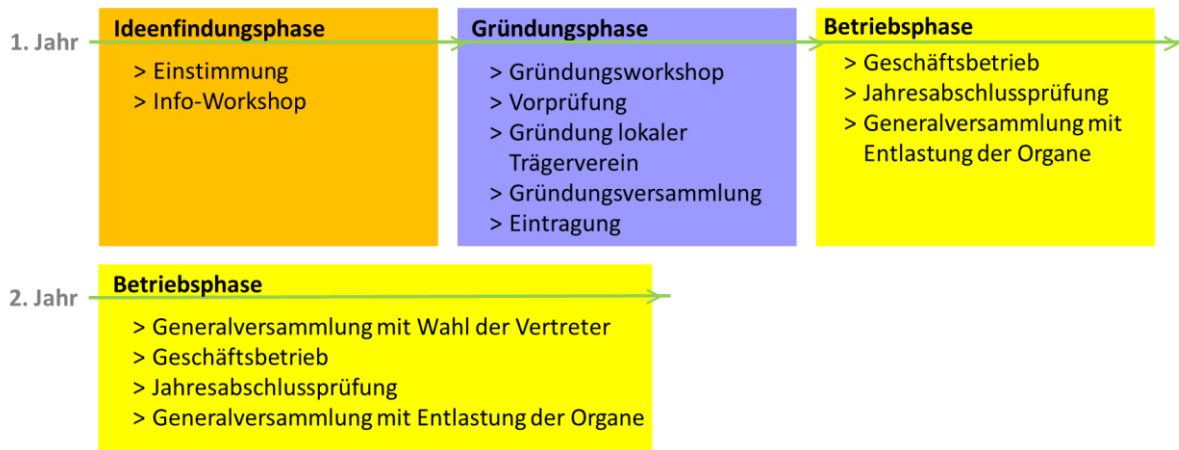 1. Jahr
Ideenfindungsphase
> Einstimmung
> Info-Workshop
Gründungsphase
> Gründungsworkshop
> Vorprüfung
> Gründung lokaler
Trägerverein
> Gründungsversammlung
> Eintragung
Betriebsphase
> Geschäftsbetrieb
> Jahresabschlussprüfung
> Generalversammlung mit
Entlastung der Organe
2. Jahr
Betriebsphase
> Generalversammlung mit Wahl der Vertreter
> Geschäftsbetrieb
> Jahresabschlussprüfung
> Generalversammlung mit Entlastung der Organe